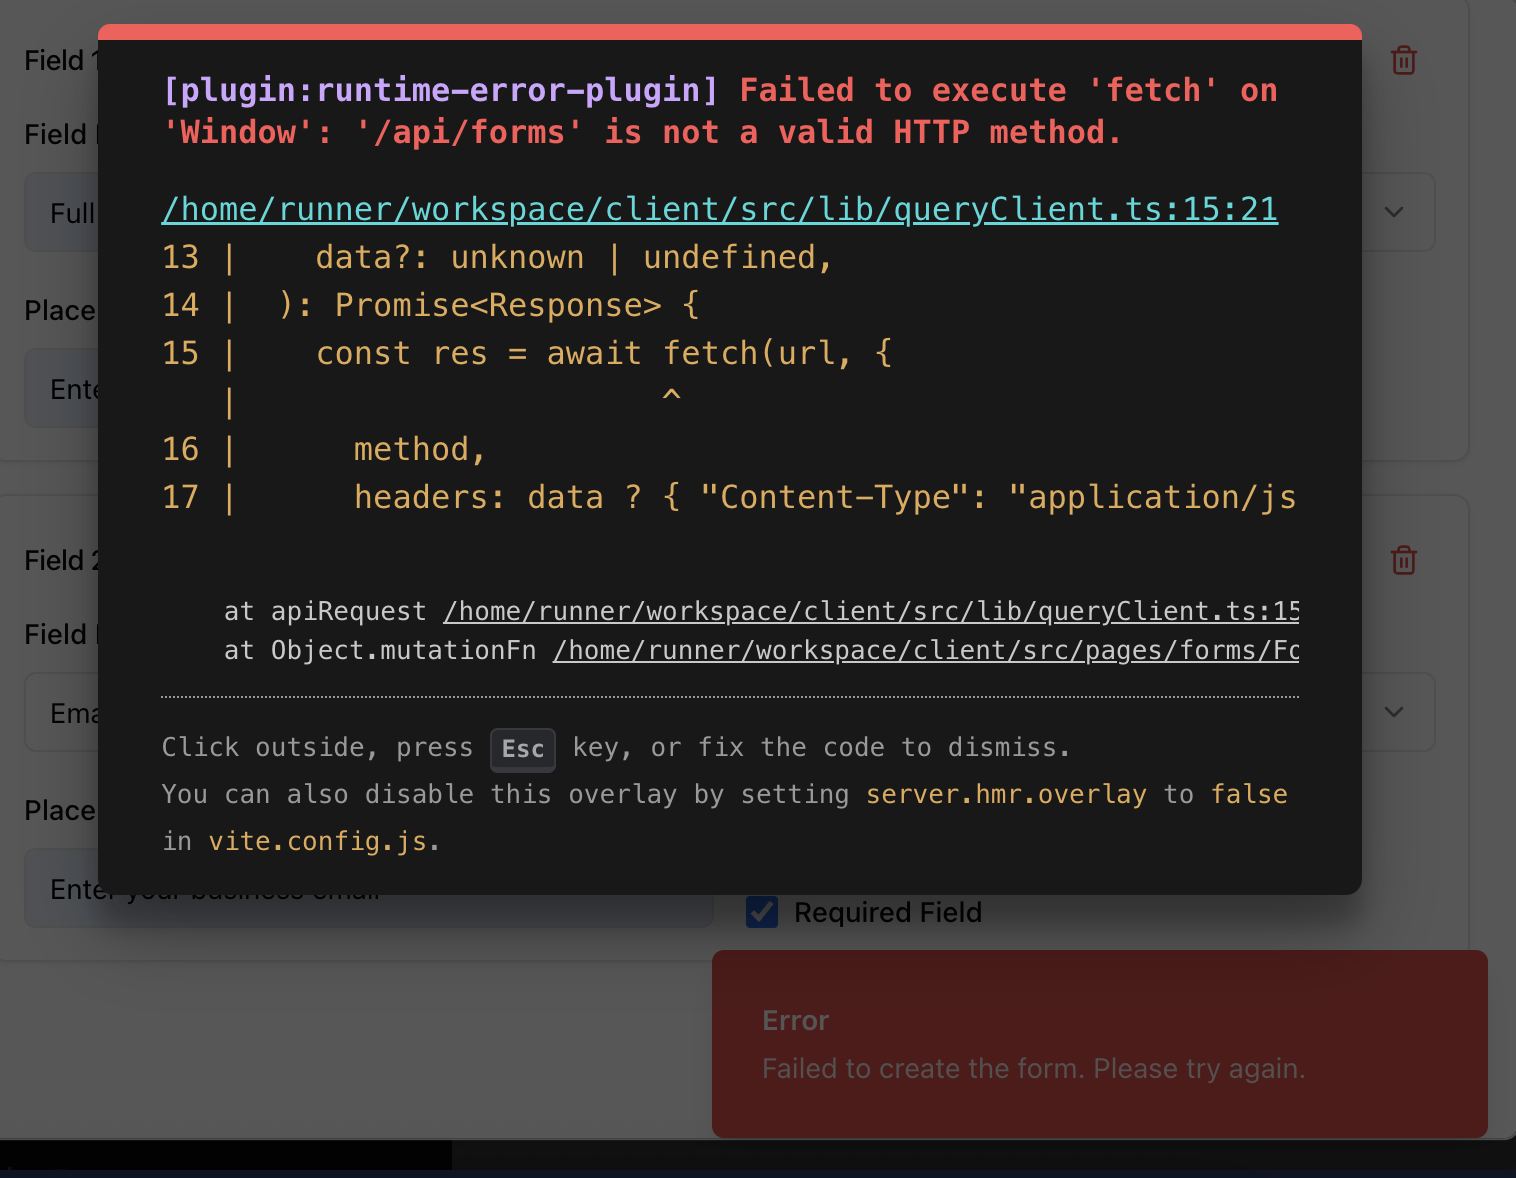 Field 1
[plugin:runtime-error-plugin] Failed to execute 'fetch' on
'Window': '/api/forms' is not a valid HTTP method.
Field
Full
/home/runner/workspace/client/src/lib/queryClient.ts:15:21
13 |     data?: unknown | undefined,
14 |   ): Promise<Response> {
15 |     const res = await fetch(url, {
   |                       ^
16 |       method,
17 |       headers: data ? { "Content-Type": "application/js
Place
Ente
Field 2
Field
Ema
at apiRequest /home/runner/workspace/client/src/lib/queryClient.ts:15
at Object.mutationFn /home/runner/workspace/client/src/pages/forms/Fo
Click outside, press Esc key, or fix the code to dismiss.
You can also disable this overlay by setting server.hmr.overlay to false
in vite.config.js.
Place
Enter your business email
Required Field
Error
Failed to create the form. Please try again.